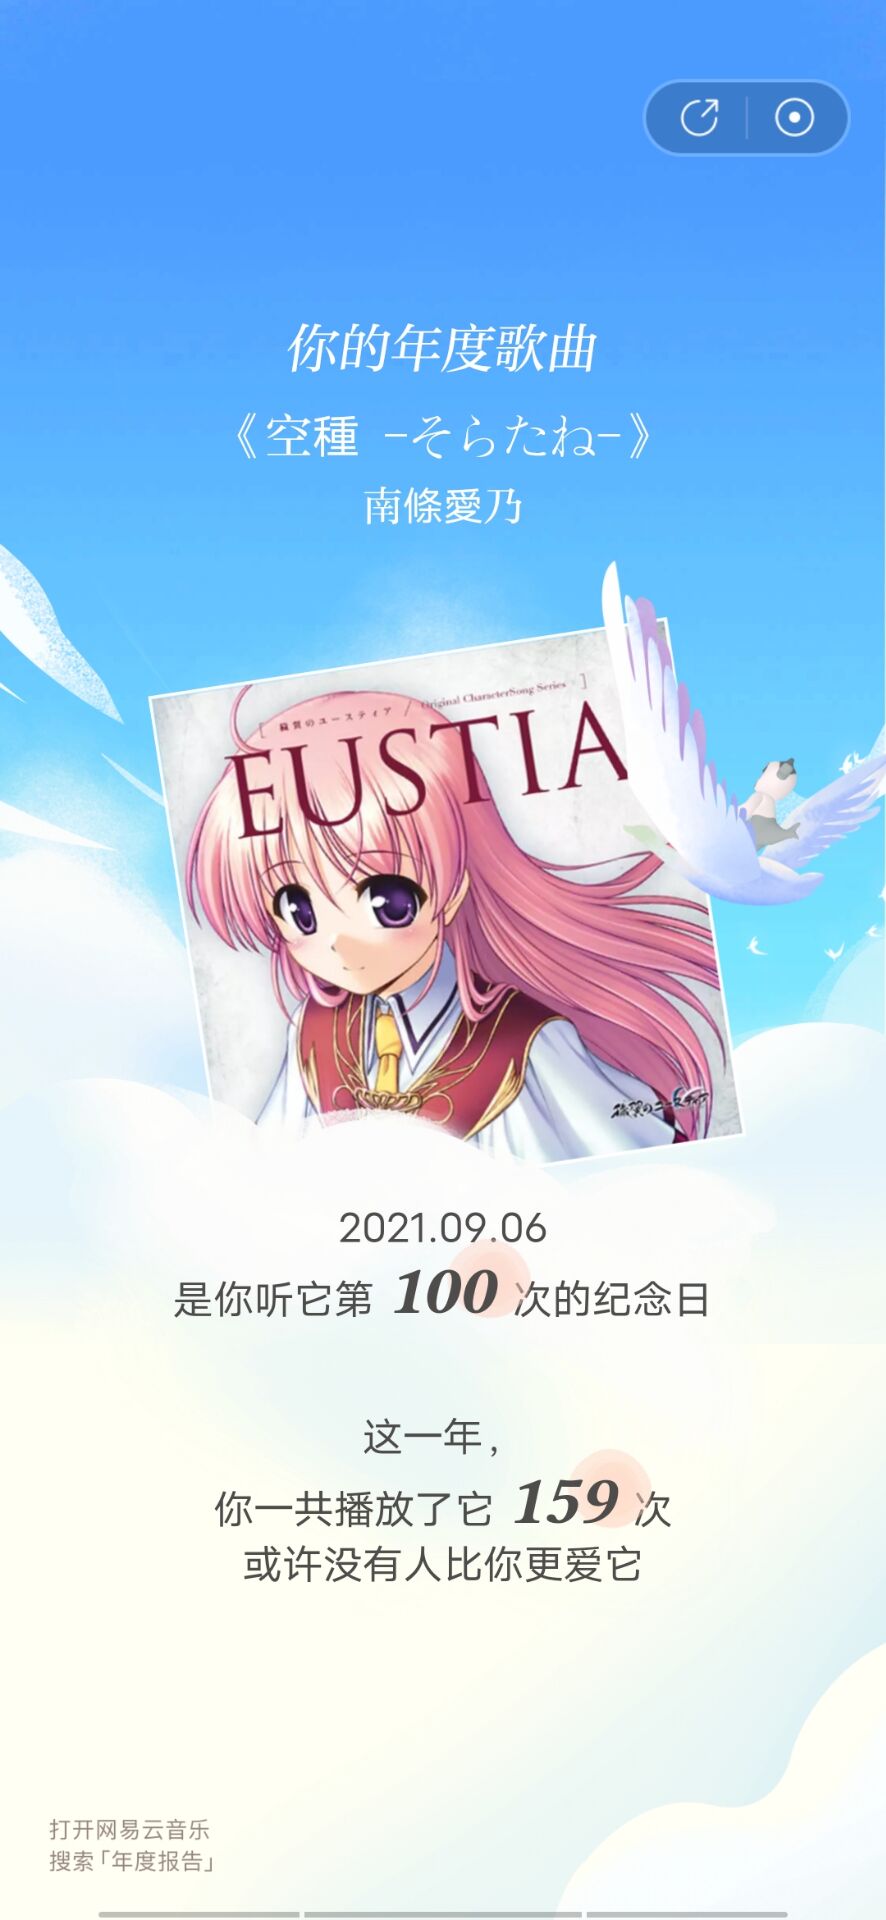 你的年度歌曲
《空種 -そらたね-》
南條愛乃
[ 穢翼のユースティア / Original CharacterSong Series ]
EUSTIA
穢翼のユースティア
2021.09.06
是你听它第 100 次的纪念日
这一年，
你一共播放了它 159 次
或许没有人比你更爱它
打开网易云音乐
搜索「年度报告」